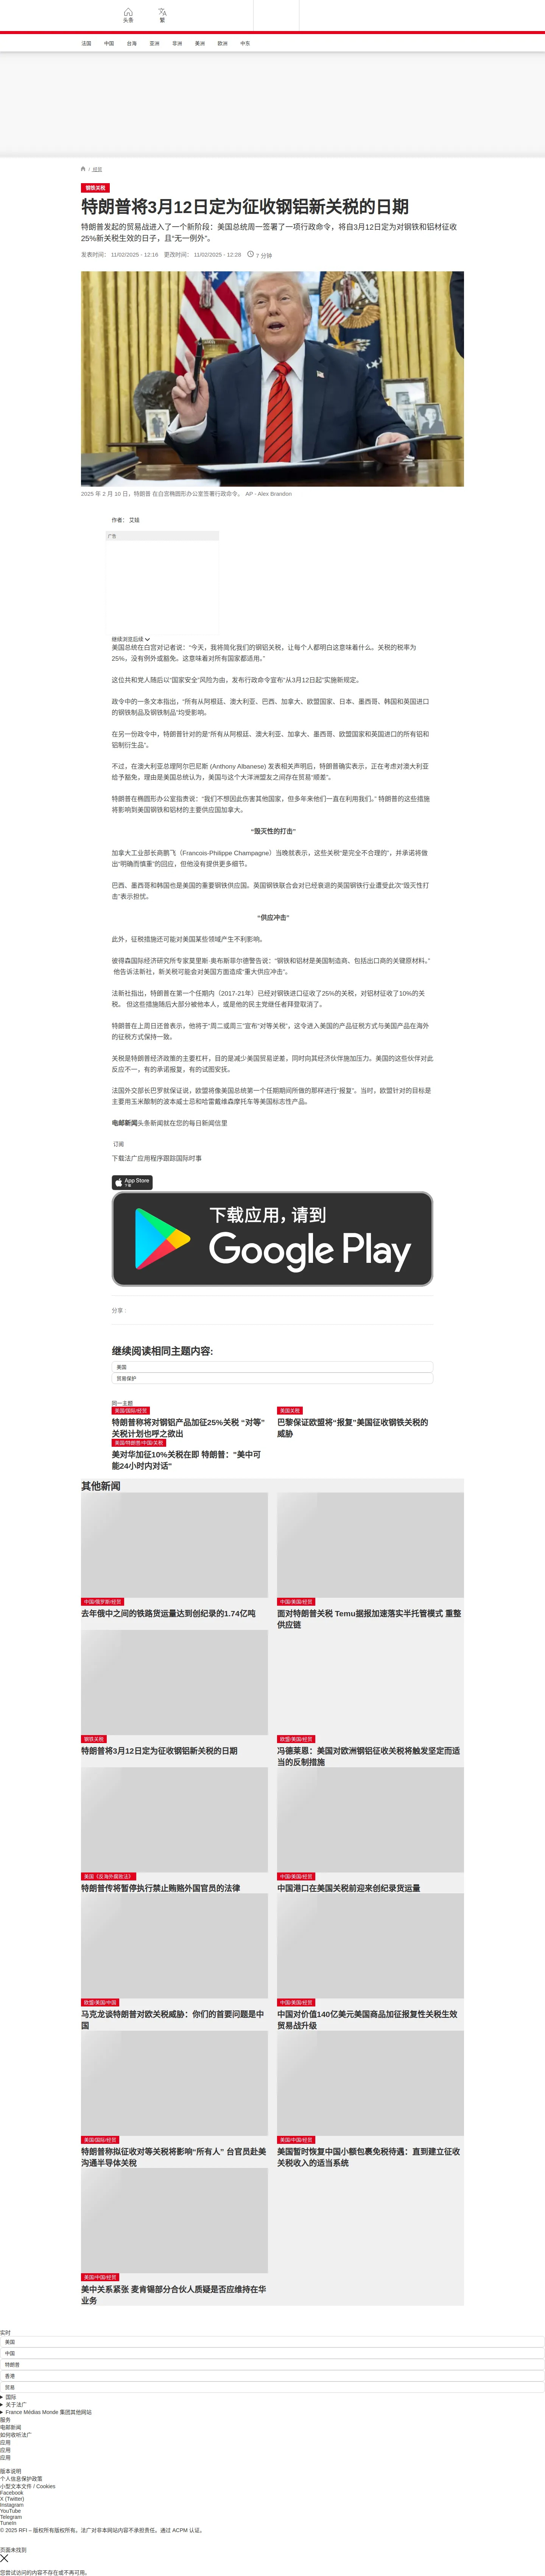 头条
繁
法国
中国
台海
亚洲
非洲
美洲
欧洲
中东
/ 经贸
钢铁关税
特朗普将3月12日定为征收钢铝新关税的日期
特朗普发起的贸易战进入了一个新阶段：美国总统周一签署了一项行政命令，将自3月12日定为对钢铁和铝材征收
25%新关税生效的日子，且“无一例外”。
发表时间： 11/02/2025 - 12:16 更改时间： 11/02/2025 - 12:28 7 分钟
2025 年 2 月 10 日，特朗普 在白宫椭圆形办公室签署行政命令。 AP - Alex Brandon
作者： 艾娃
广告
继续浏览后续
美国总统在白宫对记者说：“今天，我将简化我们的铜铝关税，让每个人都明白这意味着什么。关税的税率为
25%，没有例外或豁免。这意味着对所有国家都适用。”
这位共和党人随后以“国家安全”风险为由，发布行政命令宣布“从3月12日起”实施新规定。
政令中的一条文本指出，“所有从阿根廷、澳大利亚、巴西、加拿大、欧盟国家、日本、墨西哥、韩国和英国进口
的钢铁制品及钢铁制品”均受影响。
在另一份政令中，特朗普针对的是“所有从阿根廷、澳大利亚、加拿大、墨西哥、欧盟国家和英国进口的所有铝和
铝制衍生品”。
不过，在澳大利亚总理阿尔巴尼斯 (Anthony Albanese) 发表相关声明后，特朗普确实表示，正在考虑对澳大利亚
给予豁免，理由是美国总统认为，美国与这个大洋洲盟友之间存在贸易“顺差”。
特朗普在椭圆形办公室指责说：“我们不想因此伤害其他国家，但多年来他们一直在利用我们。” 特朗普的这些措施
将影响到美国钢铁和铝材的主要供应国加拿大。
“毁灭性的打击”
加拿大工业部长商鹏飞（Francois-Philippe Champagne）当晚就表示，这些关税“是完全不合理的”，并承诺将做
出“明确而慎重”的回应，但他没有提供更多细节。
巴西、墨西哥和韩国也是美国的重要钢铁供应国。英国钢铁联合会对已经衰退的英国钢铁行业遭受此次“毁灭性打
击”表示担忧。
“供应冲击”
此外，征税措施还可能对美国某些领域产生不利影响。
彼得森国际经济研究所专家莫里斯·奥布斯菲尔德警告说：“钢铁和铝材是美国制造商、包括出口商的关键原材料。”
他告诉法新社，新关税可能会对美国方面造成“重大供应冲击”。
法新社指出，特朗普在第一个任期内（2017-21年）已经对钢铁进口征收了25%的关税，对铝材征收了10%的关
税。 但这些措施随后大部分被他本人，或是他的民主党继任者拜登取消了。
特朗普在上周日还曾表示，他将于“周二或周三”宣布“对等关税”，这令进入美国的产品征税方式与美国产品在海外
的征税方式保持一致。
关税是特朗普经济政策的主要杠杆，目的是减少美国贸易逆差，同时向其经济伙伴施加压力。美国的这些伙伴对此
反应不一，有的承诺报复，有的试图安抚。
法国外交部长巴罗就保证说，欧盟将像美国总统第一个任期期间所做的那样进行“报复”。当时，欧盟针对的目标是
主要用玉米酿制的波本威士忌和哈雷戴维森摩托车等美国标志性产品。
电邮新闻头条新闻就在您的每日新闻信里
订阅
下载法广应用程序跟踪国际时事
App Store
下载
下载应用，请到
Google Play
分享 :
继续阅读相同主题内容:
美国
贸易保护
同一主题
美国/国际/经贸
特朗普称将对钢铝产品加征25%关税 “对等”
关税计划也呼之欲出
美国关税
巴黎保证欧盟将“报复”美国征收钢铁关税的
威胁
美国/特朗普/中国/关税
美对华加征10%关税在即 特朗普：“美中可
能24小时内对话”
其他新闻
中国/俄罗斯/经贸
去年俄中之间的铁路货运量达到创纪录的1.74亿吨
中国/美国/经贸
面对特朗普关税 Temu据报加速落实半托管模式 重整
供应链
钢铁关税
特朗普将3月12日定为征收钢铝新关税的日期
欧盟/美国/经贸
冯德莱恩：美国对欧洲钢铝征收关税将触发坚定而适
当的反制措施
美国《反海外腐败法》
特朗普传将暂停执行禁止贿赂外国官员的法律
中国/美国/经贸
中国港口在美国关税前迎来创纪录货运量
欧盟/美国/中国
马克龙谈特朗普对欧关税威胁：你们的首要问题是中
国
中国/美国/经贸
中国对价值140亿美元美国商品加征报复性关税生效
贸易战升级
美国/国际/经贸
特朗普称拟征收对等关税将影响“所有人” 台官员赴美
沟通半导体关税
美国/中国/经贸
美国暂时恢复中国小额包裹免税待遇：直到建立征收
关税收入的适当系统
美国/中国/经贸
美中关系紧张 麦肯锡部分合伙人质疑是否应维持在华
业务
实时
美国
中国
特朗普
香港
贸易
国际
关于法广
France Médias Monde 集团其他网站
服务
电邮新闻
如何收听法广
应用
应用
应用
版本说明
个人信息保护政策
小型文本文件 / Cookies
Facebook
X (Twitter)
Instagram
YouTube
Telegram
TuneIn
© 2025 RFI – 版权所有版权所有。法广对非本网站内容不承担责任。通过 ACPM 认证。
页面未找到
您尝试访问的内容不存在或不再可用。